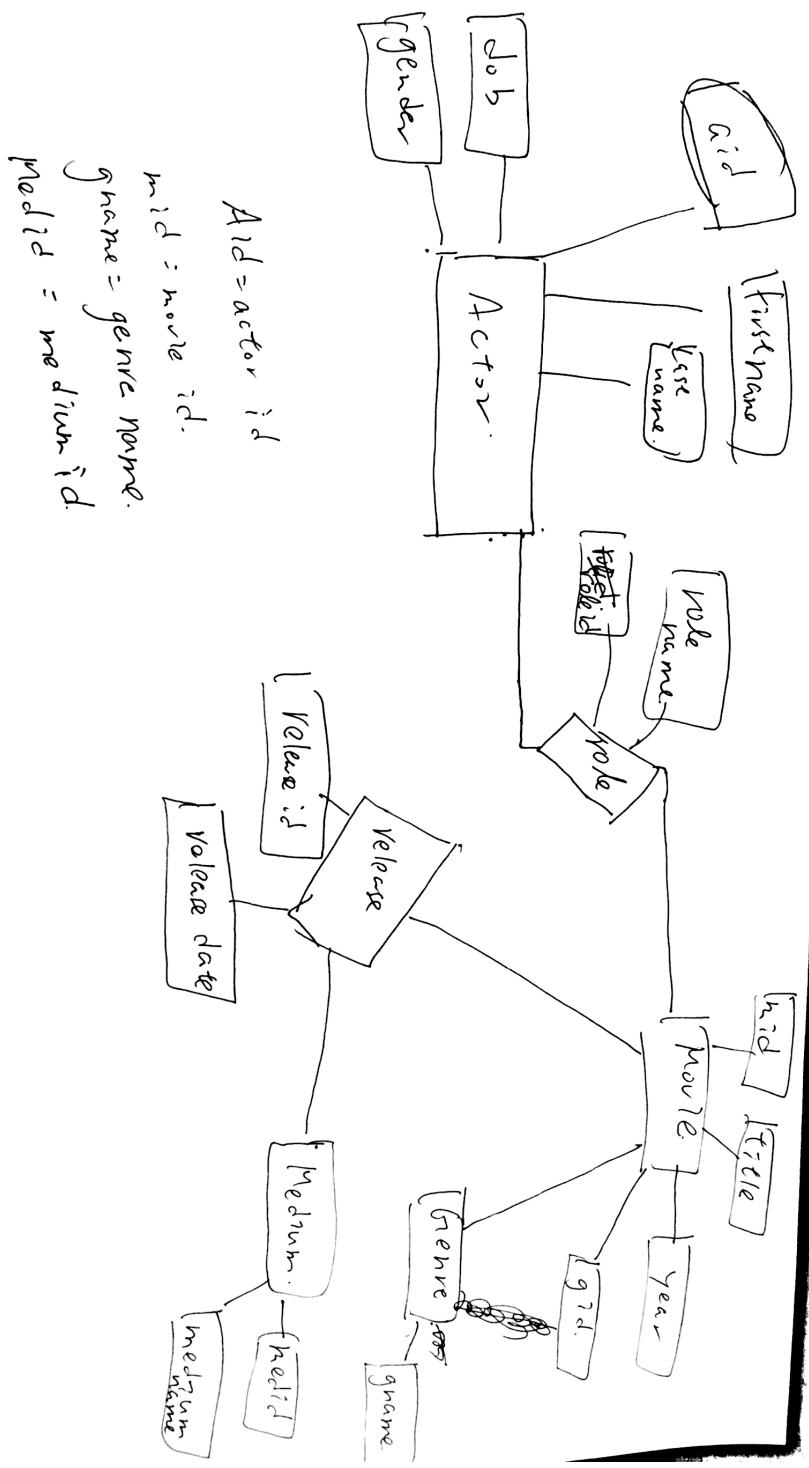 aid
firstname
last
name.
dob
gender
Actor.
role
name
roleid
role
mid
title
Movie
year
gid.
Genre
gname
release
release id
release date
Medium.
medid
medium
name
Aid = actor id
mid = movie id.
gname = genre name.
Medid = medium id.